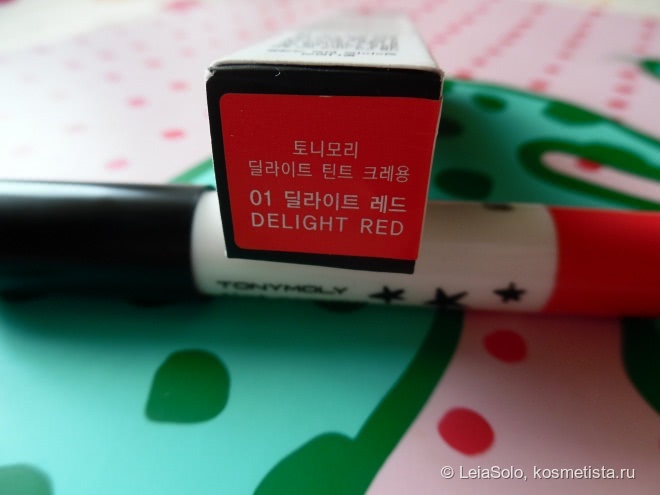 토니모리
딜라이트 틴트 크레용
01 딜라이트 레드
DELIGHT RED
TONYMOLY
© LeiaSolo, kosmetista.ru